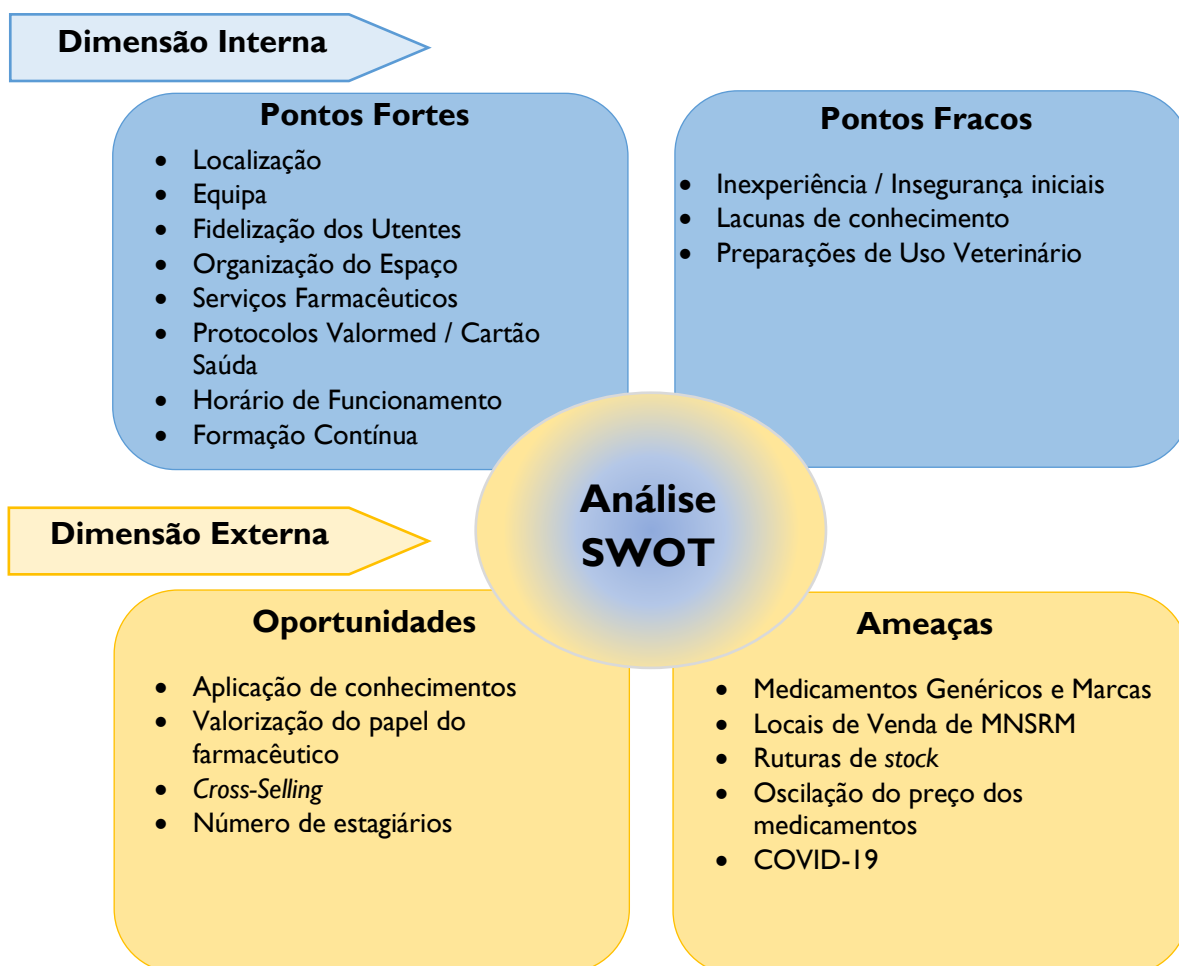 Dimensão Interna
Pontos Fortes
• Localização
• Equipa
• Fidelização dos Utentes
• Organização do Espaço
• Serviços Farmacêuticos
• Protocolos Valormed / Cartão
Saúda
• Horário de Funcionamento
• Formação Contínua
Pontos Fracos
• Inexperiência / Insegurança iniciais
• Lacunas de conhecimento
• Preparações de Uso Veterinário
Análise
SWOT
Dimensão Externa
Oportunidades
• Aplicação de conhecimentos
• Valorização do papel do
farmacêutico
• Cross-Selling
• Número de estagiários
Ameaças
• Medicamentos Genéricos e Marcas
• Locais de Venda de MNSRM
• Ruturas de stock
• Oscilação do preço dos
medicamentos
• COVID-19